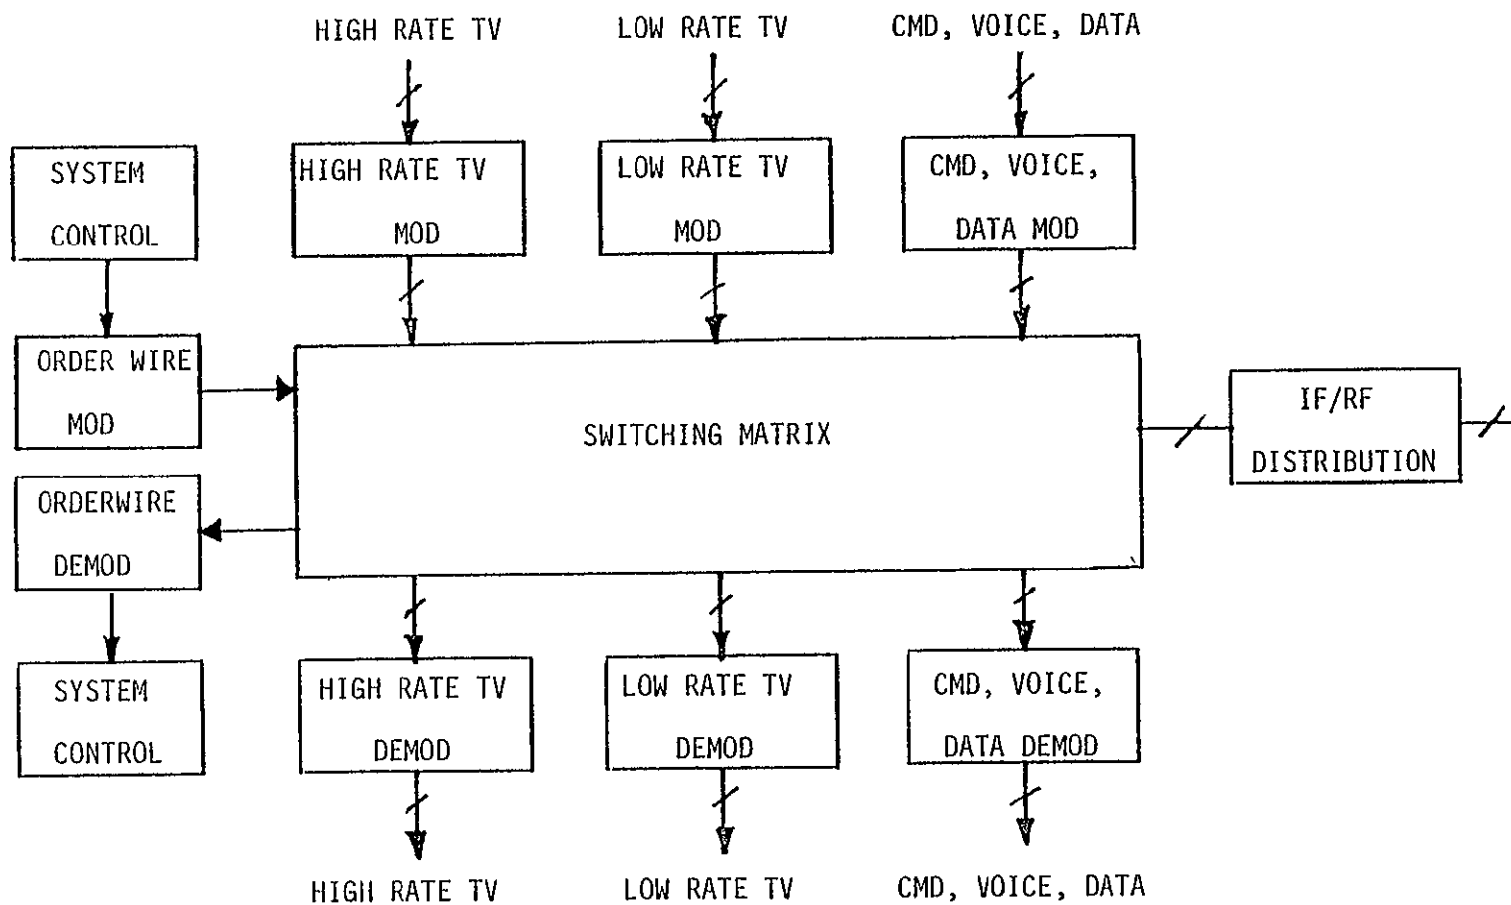 HIGH RATE TV
LOW RATE TV
CMD, VOICE, DATA
SYSTEM
CONTROL
HIGH RATE TV
MOD
LOW RATE TV
MOD
CMD, VOICE,
DATA MOD
ORDER WIRE
MOD
SWITCHING MATRIX
IF/RF
DISTRIBUTION
ORDERWIRE
DEMOD
SYSTEM
CONTROL
HIGH RATE TV
DEMOD
LOW RATE TV
DEMOD
CMD, VOICE,
DATA DEMOD
HIGH RATE TV
LOW RATE TV
CMD, VOICE, DATA